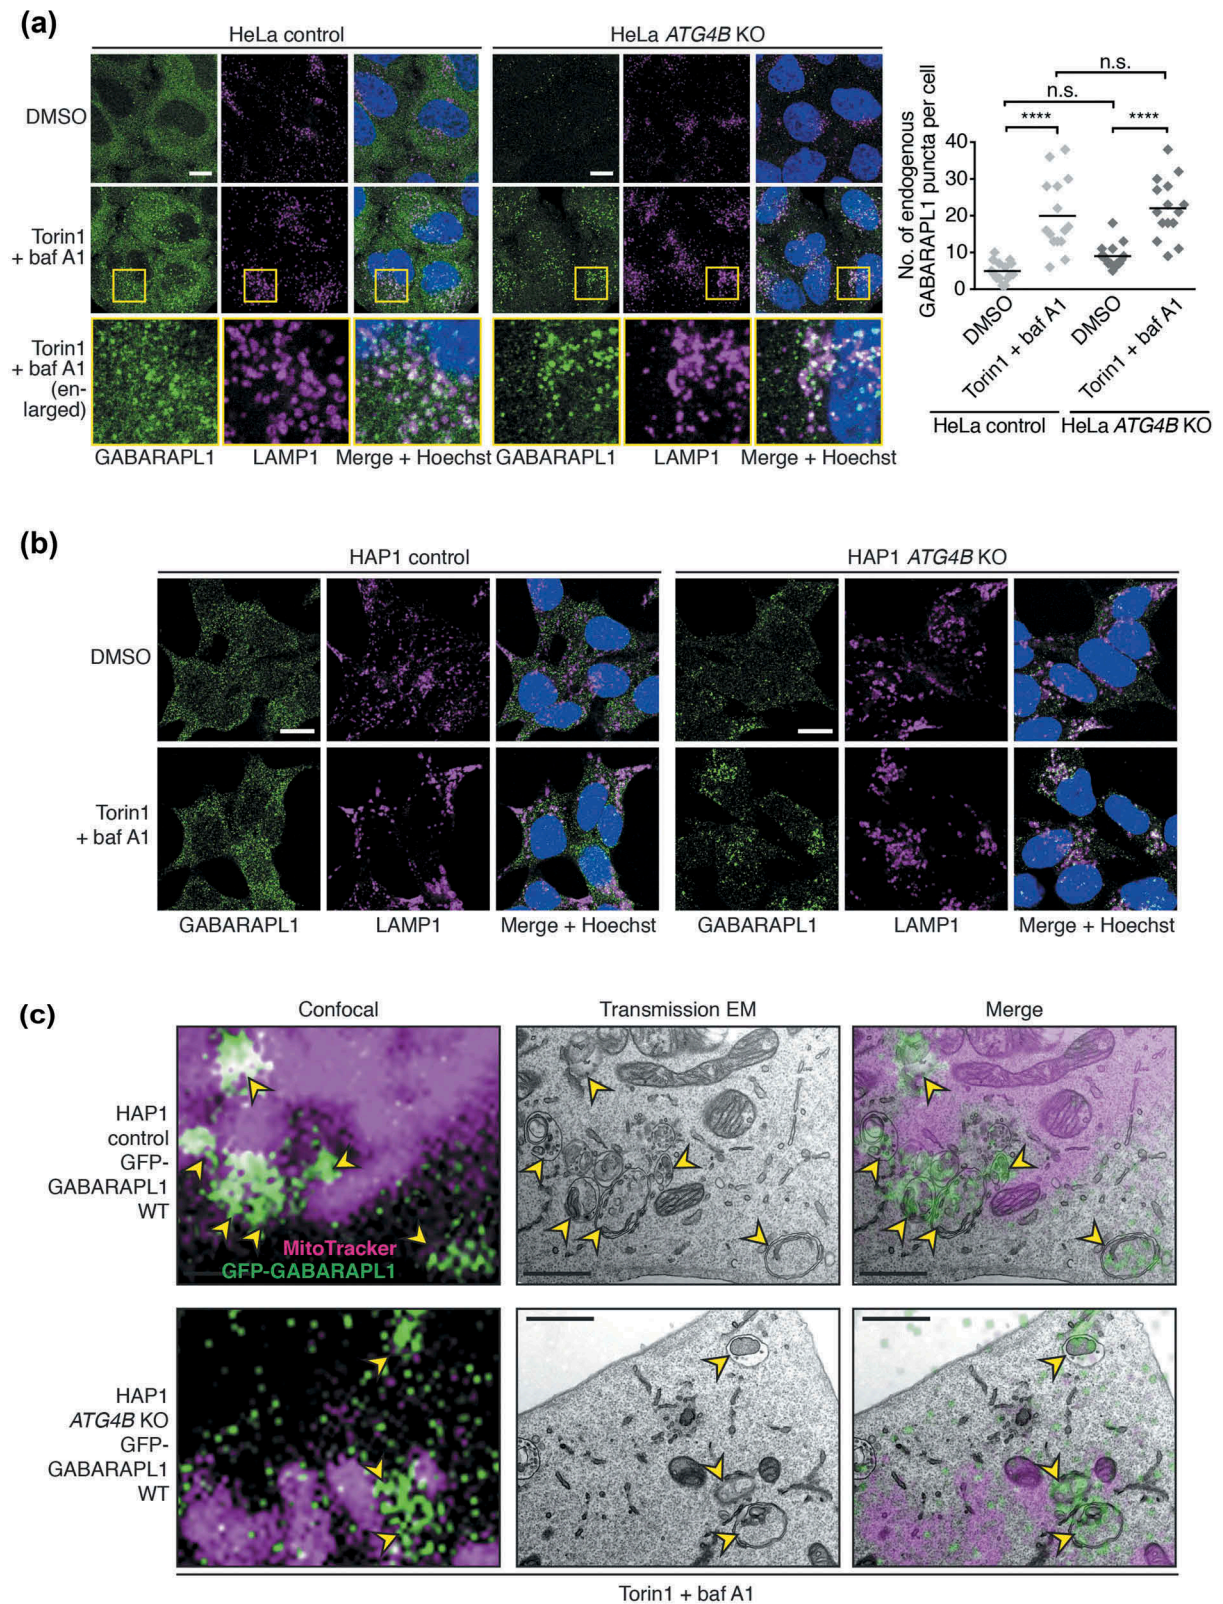 (a)
HeLa control
HeLa ATG4B KO
DMSO
Torin1
+ baf A1
Torin1
+ baf A1
(en-
larged)
GABARAPL1
LAMP1
Merge + Hoechst
GABARAPL1
LAMP1
Merge + Hoechst
n.s.
n.s.
****
****
No. of endogenous
GABARAPL1 puncta per cell
40
30
20
10
0
DMSO
Torin1 + baf A1
DMSO
Torin1 + baf A1
HeLa control
HeLa ATG4B KO
(b)
HAP1 control
HAP1 ATG4B KO
DMSO
Torin1
+ baf A1
GABARAPL1
LAMP1
Merge + Hoechst
GABARAPL1
LAMP1
Merge + Hoechst
(c)
Confocal
Transmission EM
Merge
HAP1
control
GFP-
GABARAPL1
WT
MitoTracker
GFP-GABARAPL1
HAP1
ATG4B KO
GFP-
GABARAPL1
WT
Torin1 + baf A1